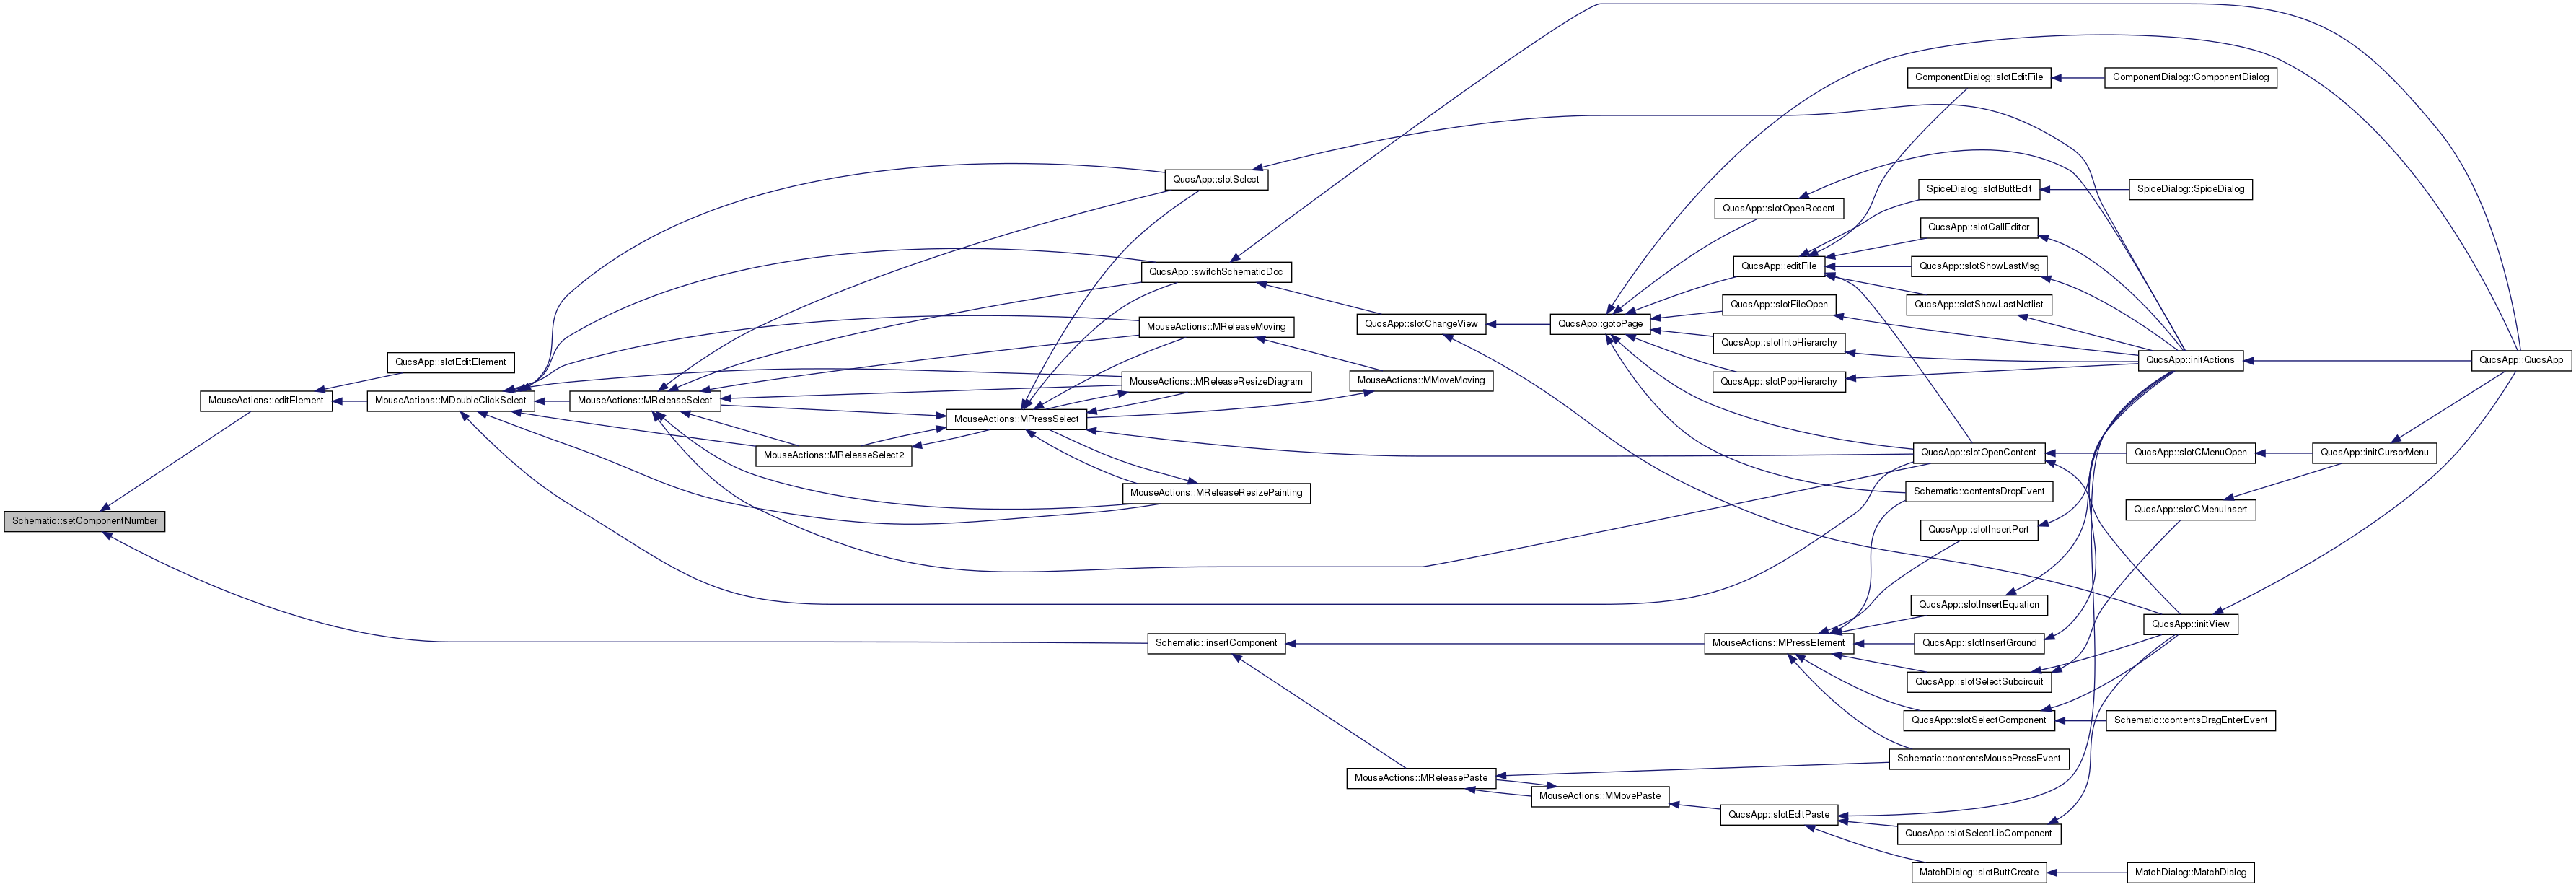 Schematic::setComponentNumber
MouseActions::editElement
QucsApp::slotEditElement
MouseActions::MDoubleClickSelect
MouseActions::MReleaseSelect
QucsApp::slotSelect
QucsApp::switchSchematicDoc
MouseActions::MReleaseMoving
MouseActions::MReleaseResizeDiagram
MouseActions::MPressSelect
MouseActions::MReleaseSelect2
MouseActions::MReleaseResizePainting
QucsApp::slotChangeView
MouseActions::MMoveMoving
QucsApp::gotoPage
QucsApp::slotOpenRecent
QucsApp::editFile
QucsApp::slotFileOpen
QucsApp::slotIntoHierarchy
QucsApp::slotPopHierarchy
ComponentDialog::slotEditFile
ComponentDialog::ComponentDialog
SpiceDialog::slotButtEdit
SpiceDialog::SpiceDialog
QucsApp::slotCallEditor
QucsApp::slotShowLastMsg
QucsApp::slotShowLastNetlist
QucsApp::initActions
QucsApp::QucsApp
QucsApp::slotOpenContent
QucsApp::slotCMenuOpen
QucsApp::initCursorMenu
Schematic::contentsDropEvent
QucsApp::slotCMenuInsert
QucsApp::slotInsertPort
QucsApp::slotInsertEquation
QucsApp::initView
Schematic::insertComponent
MouseActions::MPressElement
QucsApp::slotInsertGround
QucsApp::slotSelectSubcircuit
QucsApp::slotSelectComponent
Schematic::contentsDragEnterEvent
Schematic::contentsMousePressEvent
MouseActions::MReleasePaste
MouseActions::MMovePaste
QucsApp::slotEditPaste
QucsApp::slotSelectLibComponent
MatchDialog::slotButtCreate
MatchDialog::MatchDialog